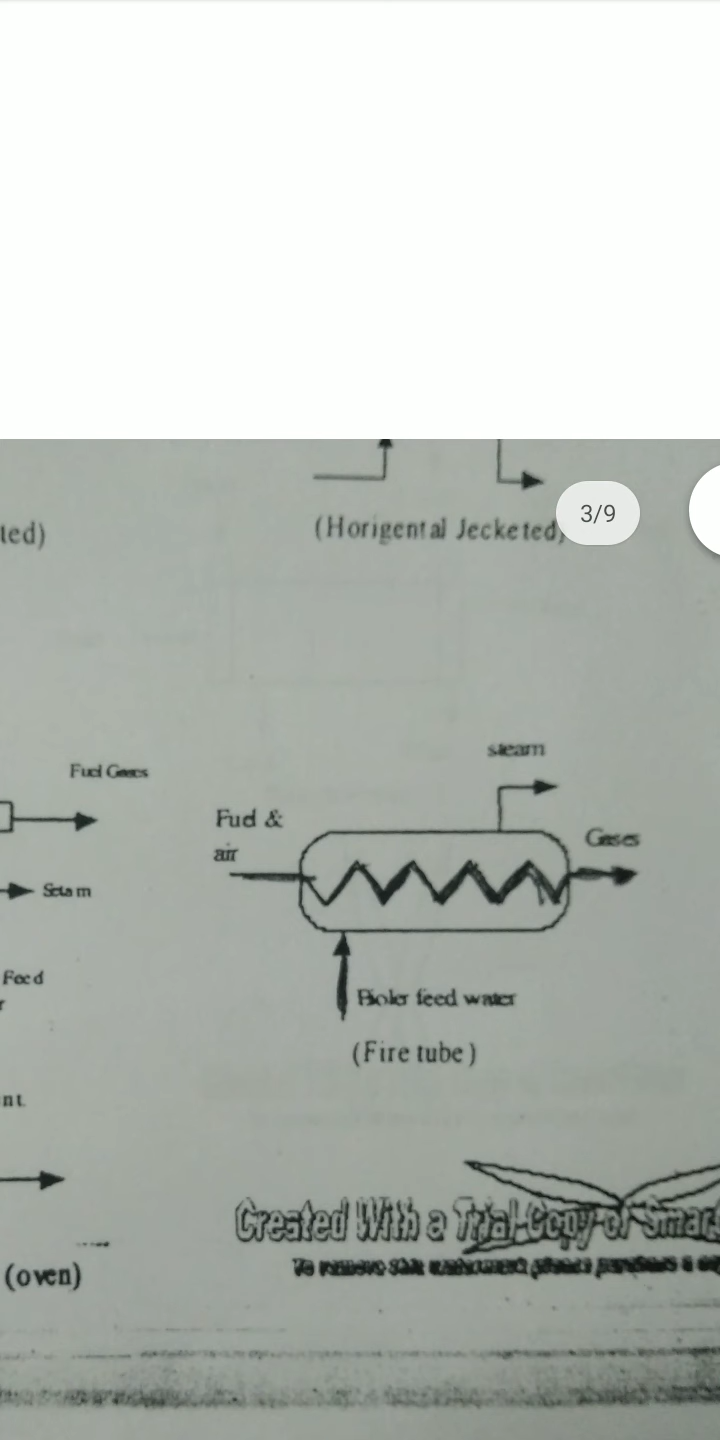 3/9
ted)
(Horigental Jecketed)
steam
Fuel Gases
Fuel &
air
Gases
Setam
Feed
r
Bioler feed water
(Fire tube)
nt.
Created With a Trial Copy of Smar
(oven)